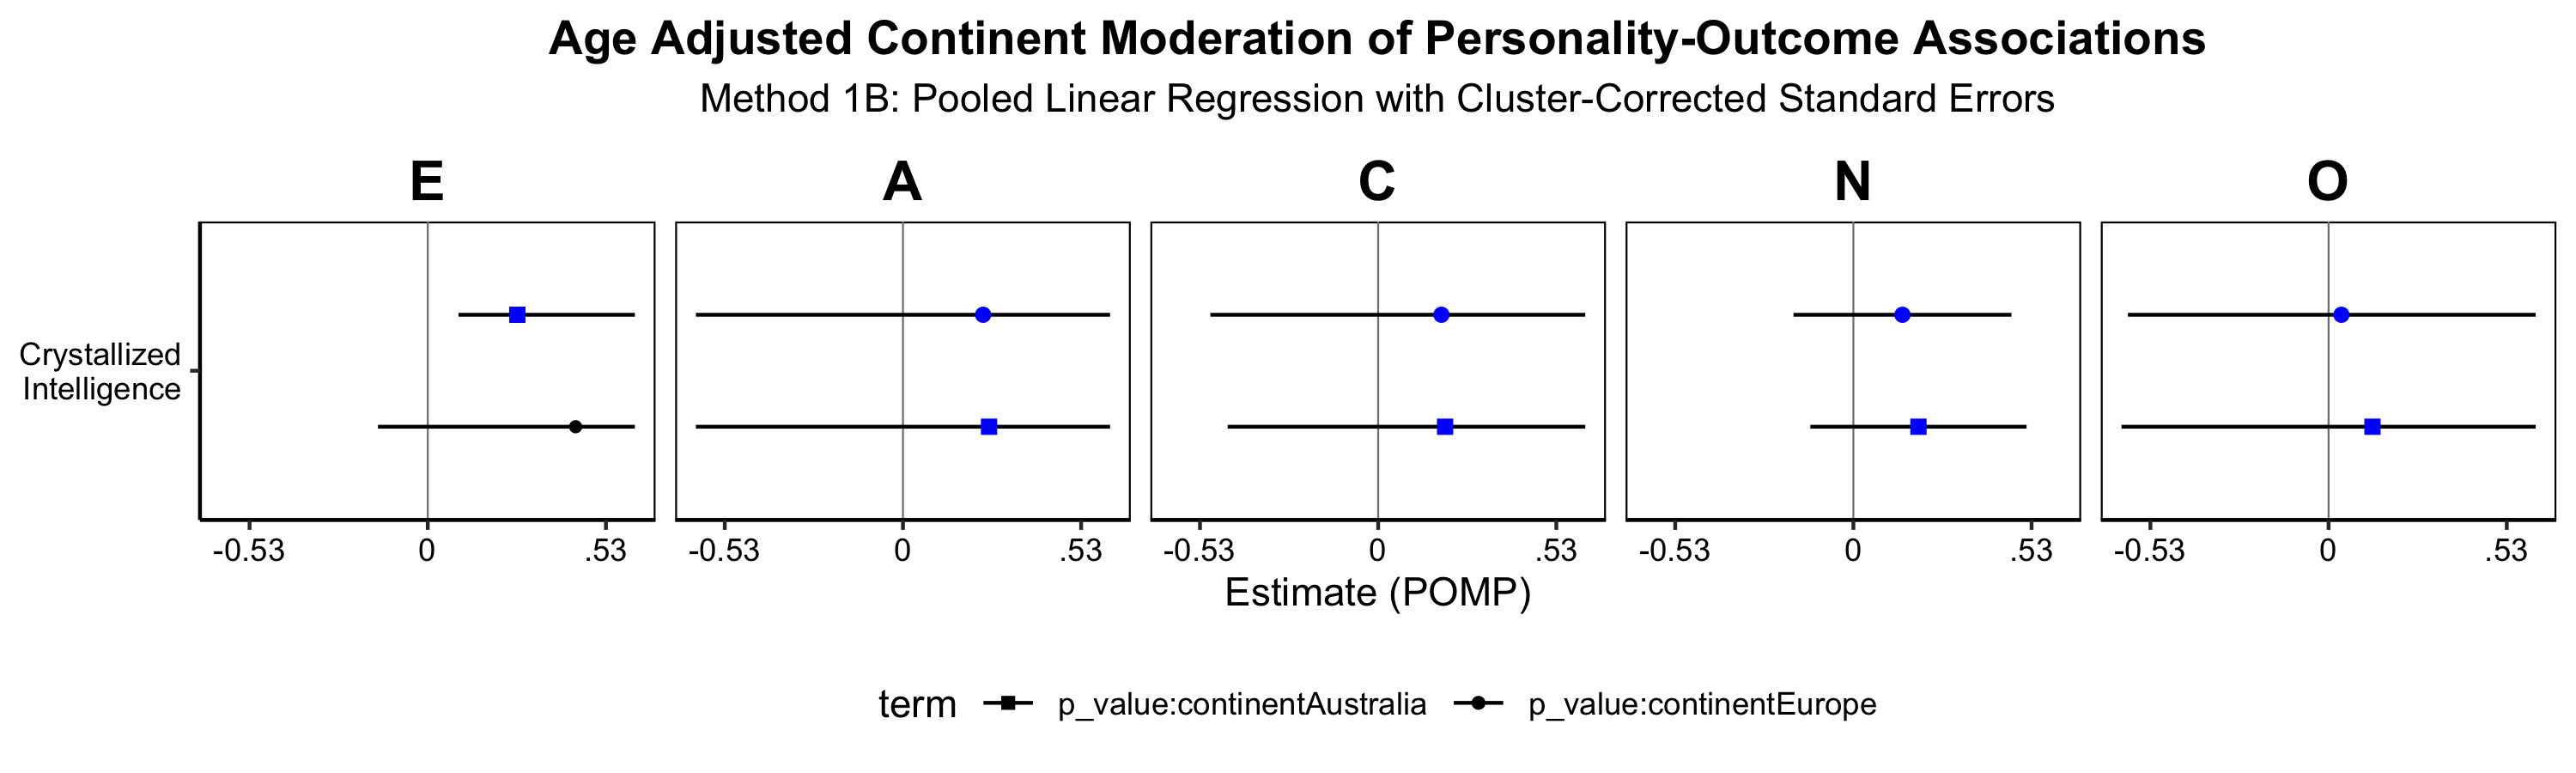 Age Adjusted Continent Moderation of Personality-Outcome Associations
Method 1B: Pooled Linear Regression with Cluster-Corrected Standard Errors
E A C N O
Crystallized
Intelligence
-0.53 0 .53 -0.53 0 .53 -0.53 0 .53 -0.53 0 .53 -0.53 0 .53
Estimate (POMP)
term p_value:continentAustralia p_value:continentEurope